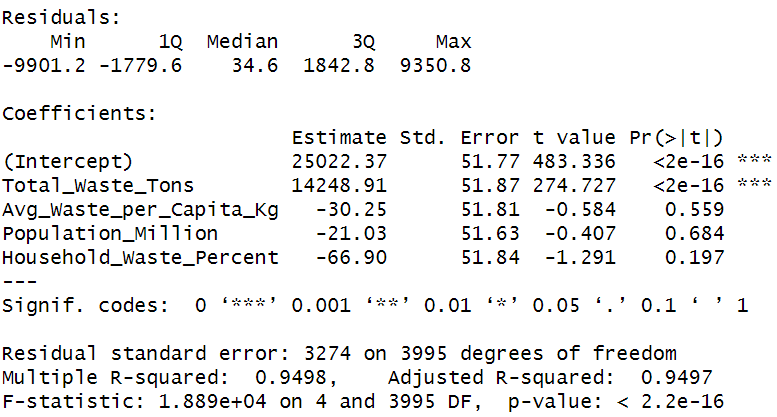 Residuals:
    Min      1Q  Median      3Q     Max
-9901.2 -1779.6    34.6  1842.8  9350.8

Coefficients:
                        Estimate Std. Error t value Pr(>|t|)
(Intercept)             25022.37      51.77 483.336   <2e-16 ***
Total_Waste_Tons        14248.91      51.87 274.727   <2e-16 ***
Avg_Waste_per_Capita_Kg   -30.25      51.81  -0.584    0.559
Population_Million        -21.03      51.63  -0.407    0.684
Household_Waste_Percent   -66.90      51.84  -1.291    0.197
---
Signif. codes:  0 ‘***’ 0.001 ‘**’ 0.01 ‘*’ 0.05 ‘.’ 0.1 ‘ ’ 1

Residual standard error: 3274 on 3995 degrees of freedom
Multiple R-squared:  0.9498,    Adjusted R-squared:  0.9497
F-statistic: 1.889e+04 on 4 and 3995 DF,  p-value: < 2.2e-16